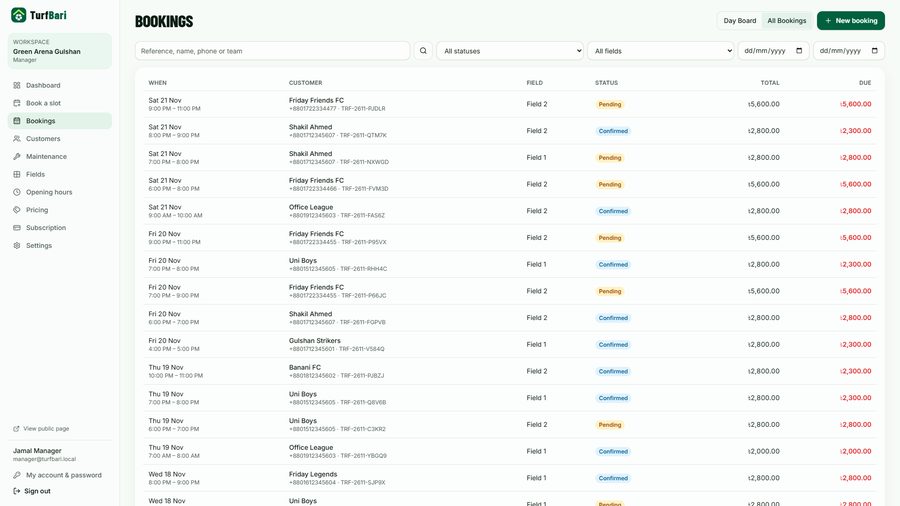 TurfBari
WORKSPACE
Green Arena Gulshan
Manager
Dashboard
Book a slot
Bookings
Customers
Maintenance
Fields
Opening hours
Pricing
Subscription
Settings
View public page
Jamal Manager
manager@turfbari.local
My account & password
Sign out
BOOKINGS
Day Board All Bookings + New booking
Reference, name, phone or team All statuses All fields dd/mm/yyyy dd/mm/yyyy
WHEN CUSTOMER FIELD STATUS TOTAL DUE
Sat 21 Nov Friday Friends FC Field 2 Pending ৳5,600.00 ৳5,600.00
9:00 PM – 11:00 PM +8801722334477 · TRF-2611-PJDLR
Sat 21 Nov Shakil Ahmed Field 2 Confirmed ৳2,800.00 ৳2,300.00
8:00 PM – 9:00 PM +8801712345607 · TRF-2611-QTM7K
Sat 21 Nov Shakil Ahmed Field 1 Pending ৳2,800.00 ৳2,800.00
7:00 PM – 8:00 PM +8801712345607 · TRF-2611-NXWGD
Sat 21 Nov Friday Friends FC Field 2 Pending ৳5,600.00 ৳5,600.00
6:00 PM – 8:00 PM +8801722334466 · TRF-2611-FVM3D
Sat 21 Nov Office League Field 2 Confirmed ৳2,800.00 ৳2,800.00
9:00 AM – 10:00 AM +8801912345603 · TRF-2611-FAS6Z
Fri 20 Nov Friday Friends FC Field 2 Pending ৳5,600.00 ৳5,600.00
9:00 PM – 11:00 PM +8801722334455 · TRF-2611-P95VX
Fri 20 Nov Uni Boys Field 1 Confirmed ৳2,800.00 ৳2,300.00
7:00 PM – 8:00 PM +8801512345605 · TRF-2611-RHH4C
Fri 20 Nov Friday Friends FC Field 2 Pending ৳5,600.00 ৳5,600.00
7:00 PM – 9:00 PM +8801722334455 · TRF-2611-P66JC
Fri 20 Nov Shakil Ahmed Field 2 Confirmed ৳2,800.00 ৳2,800.00
6:00 PM – 7:00 PM +8801712345607 · TRF-2611-FGPVB
Fri 20 Nov Gulshan Strikers Field 1 Confirmed ৳2,800.00 ৳2,300.00
4:00 PM – 5:00 PM +8801712345601 · TRF-2611-V584Q
Thu 19 Nov Banani FC Field 2 Confirmed ৳2,800.00 ৳2,300.00
10:00 PM – 11:00 PM +8801812345602 · TRF-2611-PJBZJ
Thu 19 Nov Uni Boys Field 1 Confirmed ৳2,800.00 ৳2,300.00
7:00 PM – 8:00 PM +8801512345605 · TRF-2611-Q8V6B
Thu 19 Nov Uni Boys Field 2 Pending ৳2,800.00 ৳2,800.00
6:00 PM – 7:00 PM +8801512345605 · TRF-2611-C3KR2
Thu 19 Nov Office League Field 2 Confirmed ৳2,000.00 ৳2,000.00
7:00 AM – 8:00 AM +8801912345603 · TRF-2611-YBGQ9
Wed 18 Nov Friday Legends Field 1 Confirmed ৳2,800.00 ৳2,800.00
8:00 PM – 9:00 PM +8801612345604 · TRF-2611-SJP9X
Wed 18 Nov Uni Boys Field 2 Pending ৳2,800.00 ৳2,800.00